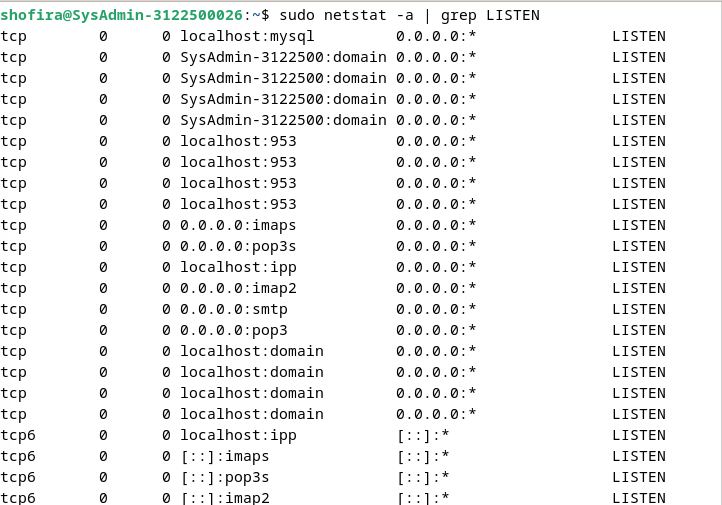 shofira@SysAdmin-3122500026:~$ sudo netstat -a | grep LISTEN
tcp        0      0 localhost:mysql         0.0.0.0:*               LISTEN
tcp        0      0 SysAdmin-3122500:domain 0.0.0.0:*               LISTEN
tcp        0      0 SysAdmin-3122500:domain 0.0.0.0:*               LISTEN
tcp        0      0 SysAdmin-3122500:domain 0.0.0.0:*               LISTEN
tcp        0      0 SysAdmin-3122500:domain 0.0.0.0:*               LISTEN
tcp        0      0 localhost:953           0.0.0.0:*               LISTEN
tcp        0      0 localhost:953           0.0.0.0:*               LISTEN
tcp        0      0 localhost:953           0.0.0.0:*               LISTEN
tcp        0      0 localhost:953           0.0.0.0:*               LISTEN
tcp        0      0 0.0.0.0:imaps           0.0.0.0:*               LISTEN
tcp        0      0 0.0.0.0:pop3s           0.0.0.0:*               LISTEN
tcp        0      0 localhost:ipp           0.0.0.0:*               LISTEN
tcp        0      0 0.0.0.0:imap2           0.0.0.0:*               LISTEN
tcp        0      0 0.0.0.0:smtp            0.0.0.0:*               LISTEN
tcp        0      0 0.0.0.0:pop3            0.0.0.0:*               LISTEN
tcp        0      0 localhost:domain        0.0.0.0:*               LISTEN
tcp        0      0 localhost:domain        0.0.0.0:*               LISTEN
tcp        0      0 localhost:domain        0.0.0.0:*               LISTEN
tcp        0      0 localhost:domain        0.0.0.0:*               LISTEN
tcp6       0      0 localhost:ipp           [::]:*                  LISTEN
tcp6       0      0 [::]:imaps              [::]:*                  LISTEN
tcp6       0      0 [::]:pop3s              [::]:*                  LISTEN
tcp6       0      0 [::]:imap2              [::]:*                  LISTEN